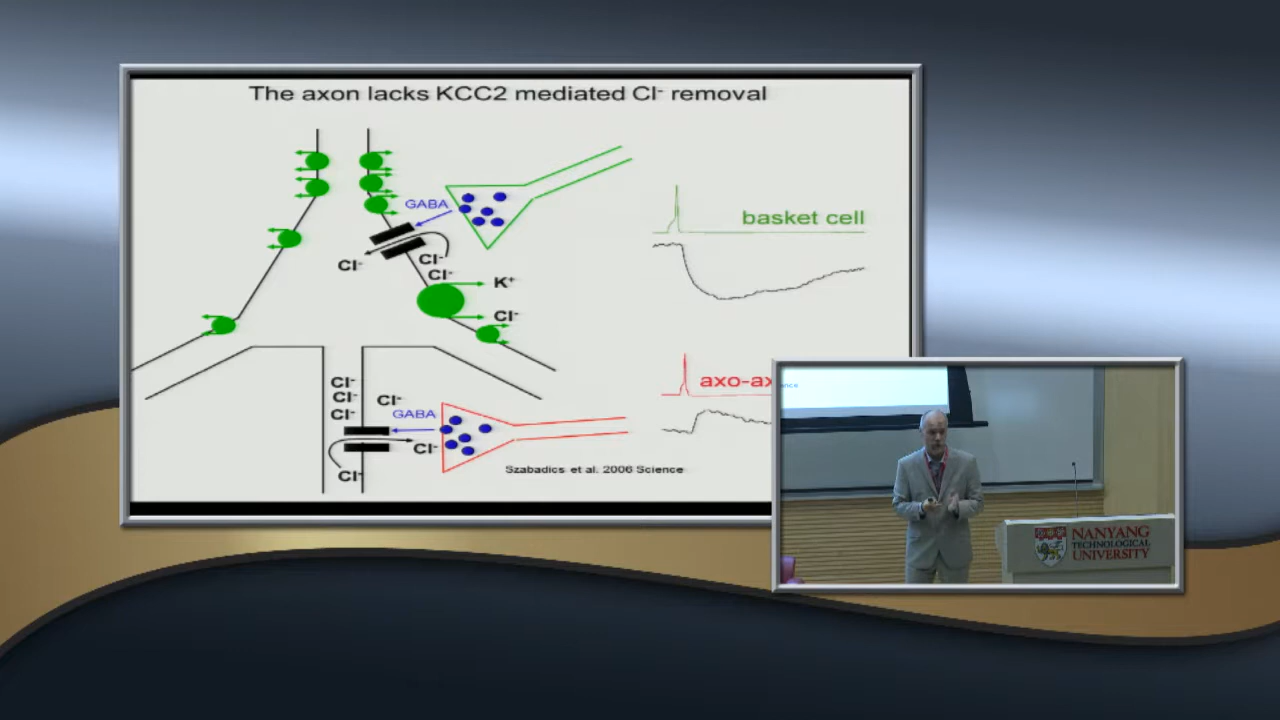 The axon lacks KCC2 mediated Cl⁻ removal
GABA
basket cell
Cl⁻
Cl⁻
Cl⁻
K⁺
Cl⁻
Cl⁻
Cl⁻
Cl⁻
Cl⁻
GABA
Cl⁻
Cl⁻
axo-ax
Szabadics et al. 2006 Science
NANYANG
TECHNOLOGICAL
UNIVERSITY